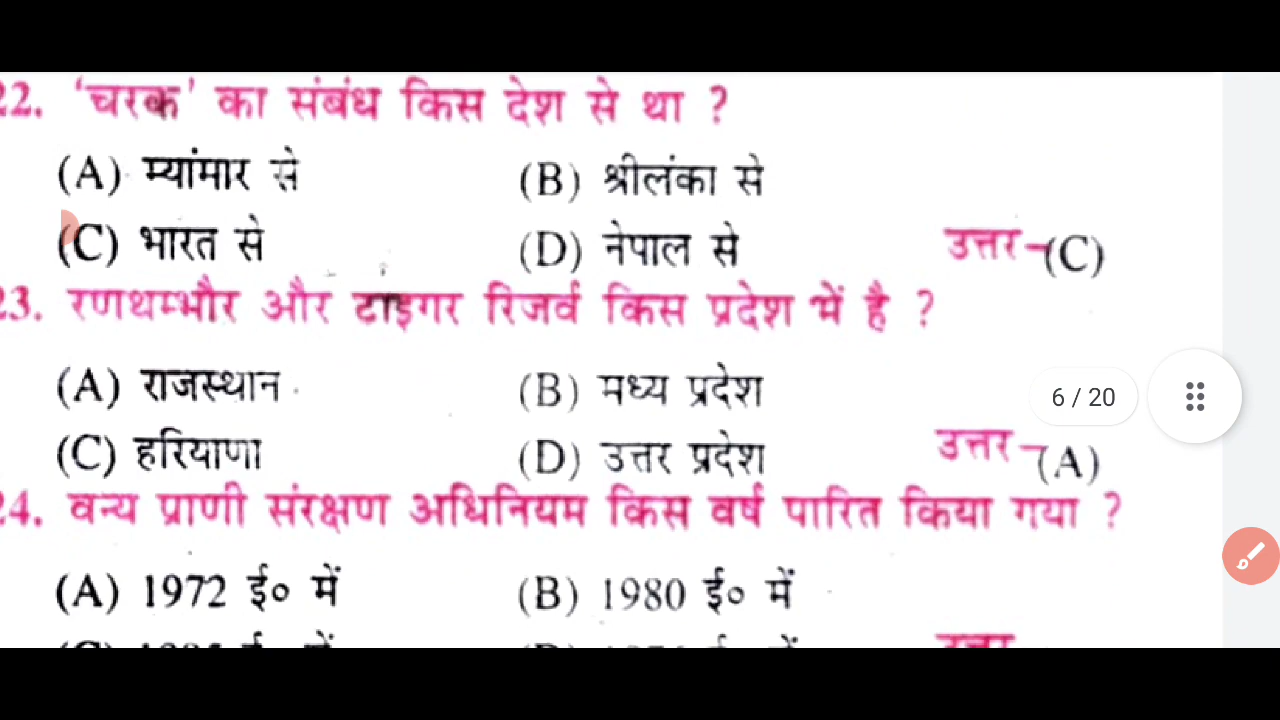 22. 'चरक' का संबंध किस देश से था ?
(A) म्यांमार से (B) श्रीलंका से
(C) भारत से (D) नेपाल से उत्तर-(C)
23. रणथम्भौर और टाइगर रिजर्व किस प्रदेश में है ?
(A) राजस्थान (B) मध्य प्रदेश
6 / 20
(C) हरियाणा (D) उत्तर प्रदेश उत्तर-(A)
24. वन्य प्राणी संरक्षण अधिनियम किस वर्ष पारित किया गया ?
(A) 1972 ई० में (B) 1980 ई० में